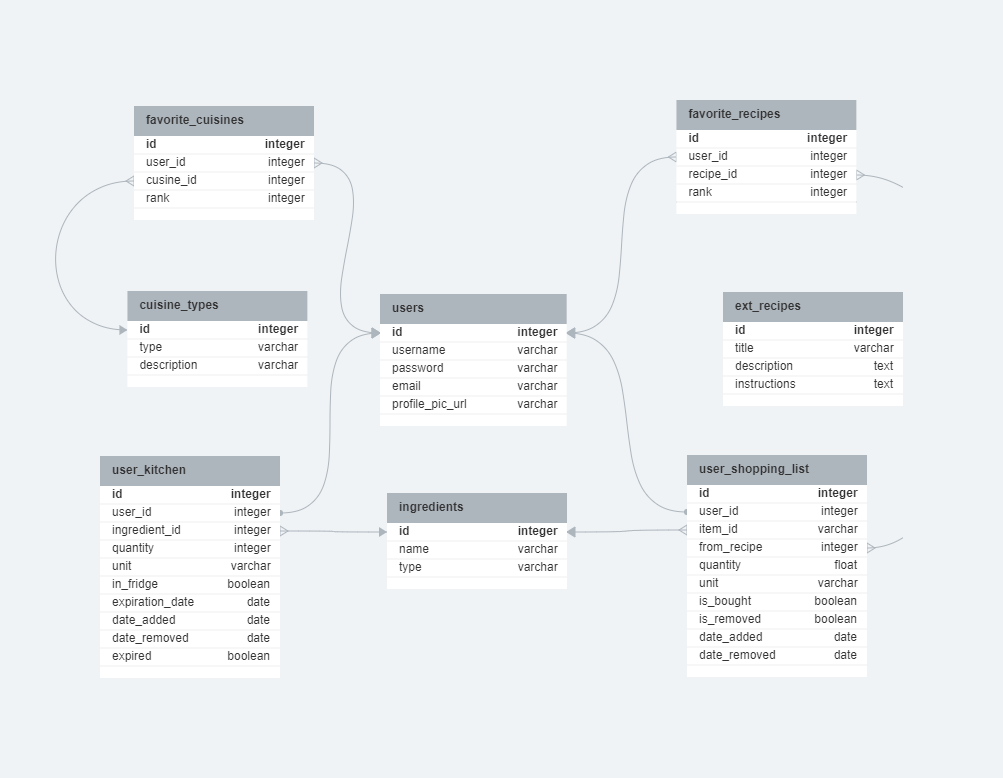 favorite_cuisines
id integer
user_id integer
cusine_id integer
rank integer
favorite_recipes
id integer
user_id integer
recipe_id integer
rank integer
cuisine_types
id integer
type varchar
description varchar
users
id integer
username varchar
password varchar
email varchar
profile_pic_url varchar
ext_recipes
id integer
title varchar
description text
instructions text
user_kitchen
id integer
user_id integer
ingredient_id integer
quantity integer
unit varchar
in_fridge boolean
expiration_date date
date_added date
date_removed date
expired boolean
ingredients
id integer
name varchar
type varchar
user_shopping_list
id integer
user_id integer
item_id varchar
from_recipe integer
quantity float
unit varchar
is_bought boolean
is_removed boolean
date_added date
date_removed date